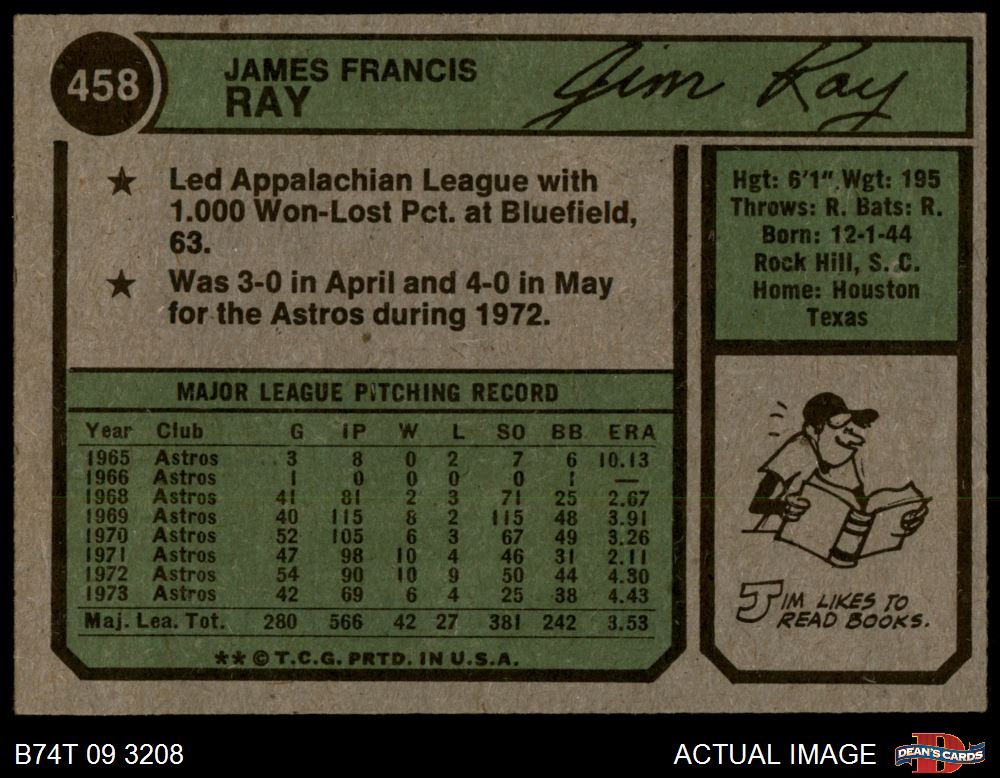 458
JAMES FRANCIS
RAY
Jim Ray
★ Led Appalachian League with
1.000 Won-Lost Pct. at Bluefield,
63.
★ Was 3-0 in April and 4-0 in May
for the Astros during 1972.
Hgt: 6'1" Wgt: 195
Throws: R. Bats: R.
Born: 12-1-44
Rock Hill, S. C.
Home: Houston
Texas
MAJOR LEAGUE PITCHING RECORD
Year Club G IP W L SO BB ERA
1965 Astros 3 8 0 2 7 6 10.13
1966 Astros 1 0 0 0 0 1 —
1968 Astros 41 81 2 3 71 25 2.67
1969 Astros 40 115 8 2 115 48 3.91
1970 Astros 52 105 6 3 67 49 3.26
1971 Astros 47 98 10 4 46 31 2.11
1972 Astros 54 90 10 9 50 44 4.30
1973 Astros 42 69 6 4 25 38 4.43
Maj. Lea. Tot. 280 566 42 27 381 242 3.53
** © T.C.G. PRTD. IN U.S.A.
JIM LIKES TO
READ BOOKS.
B74T 09 3208
ACTUAL IMAGE
DEAN'S CARDS